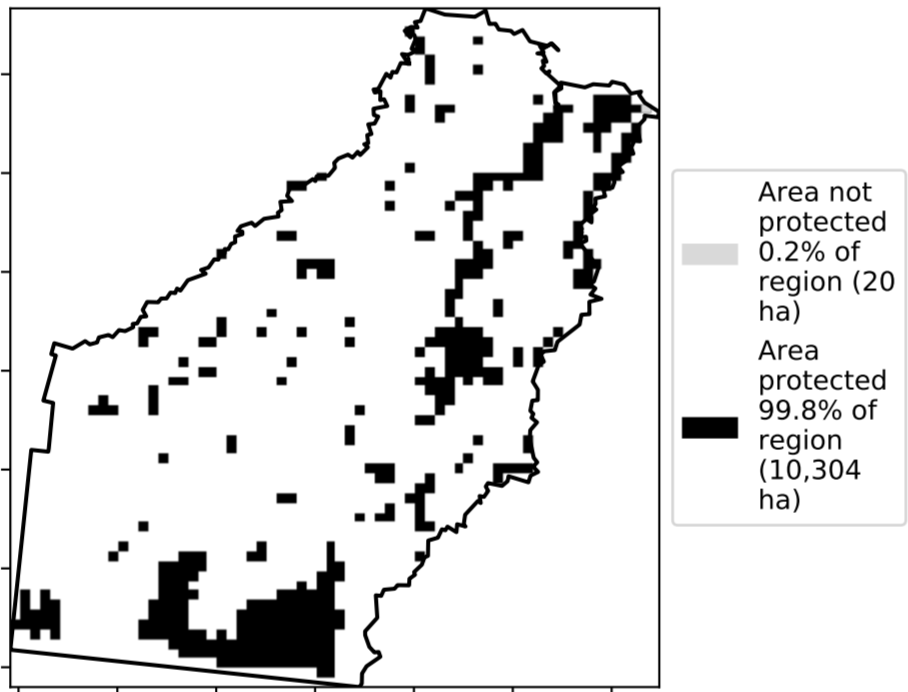 Area not
protected
0.2% of
region (20
ha)
Area
protected
99.8% of
region
(10,304
ha)